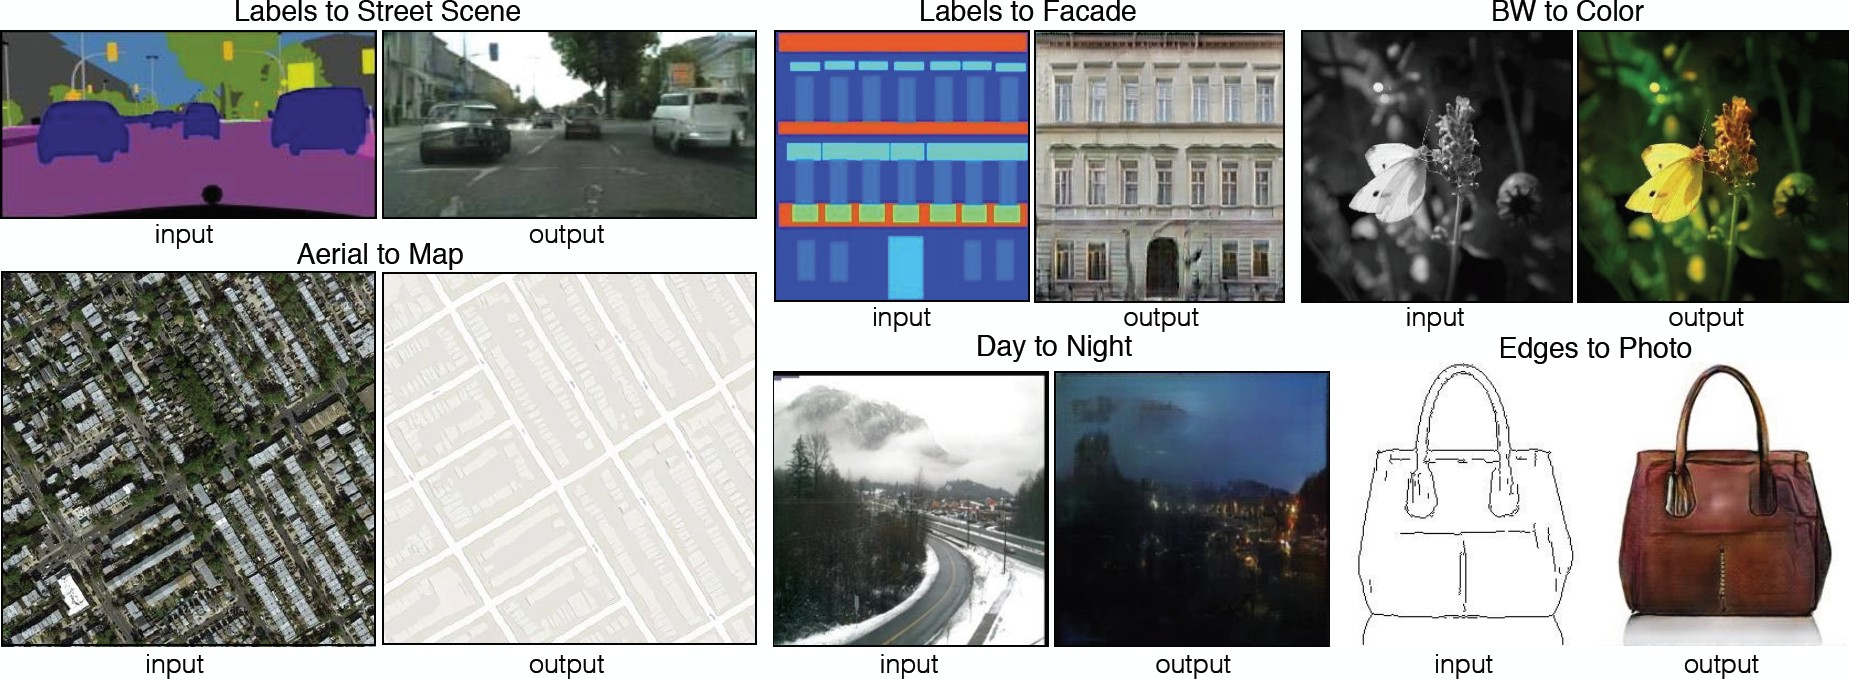 Labels to Street Scene
input
output
Aerial to Map
input
output
Labels to Facade
input
output
Day to Night
input
output
BW to Color
input
output
Edges to Photo
input
output